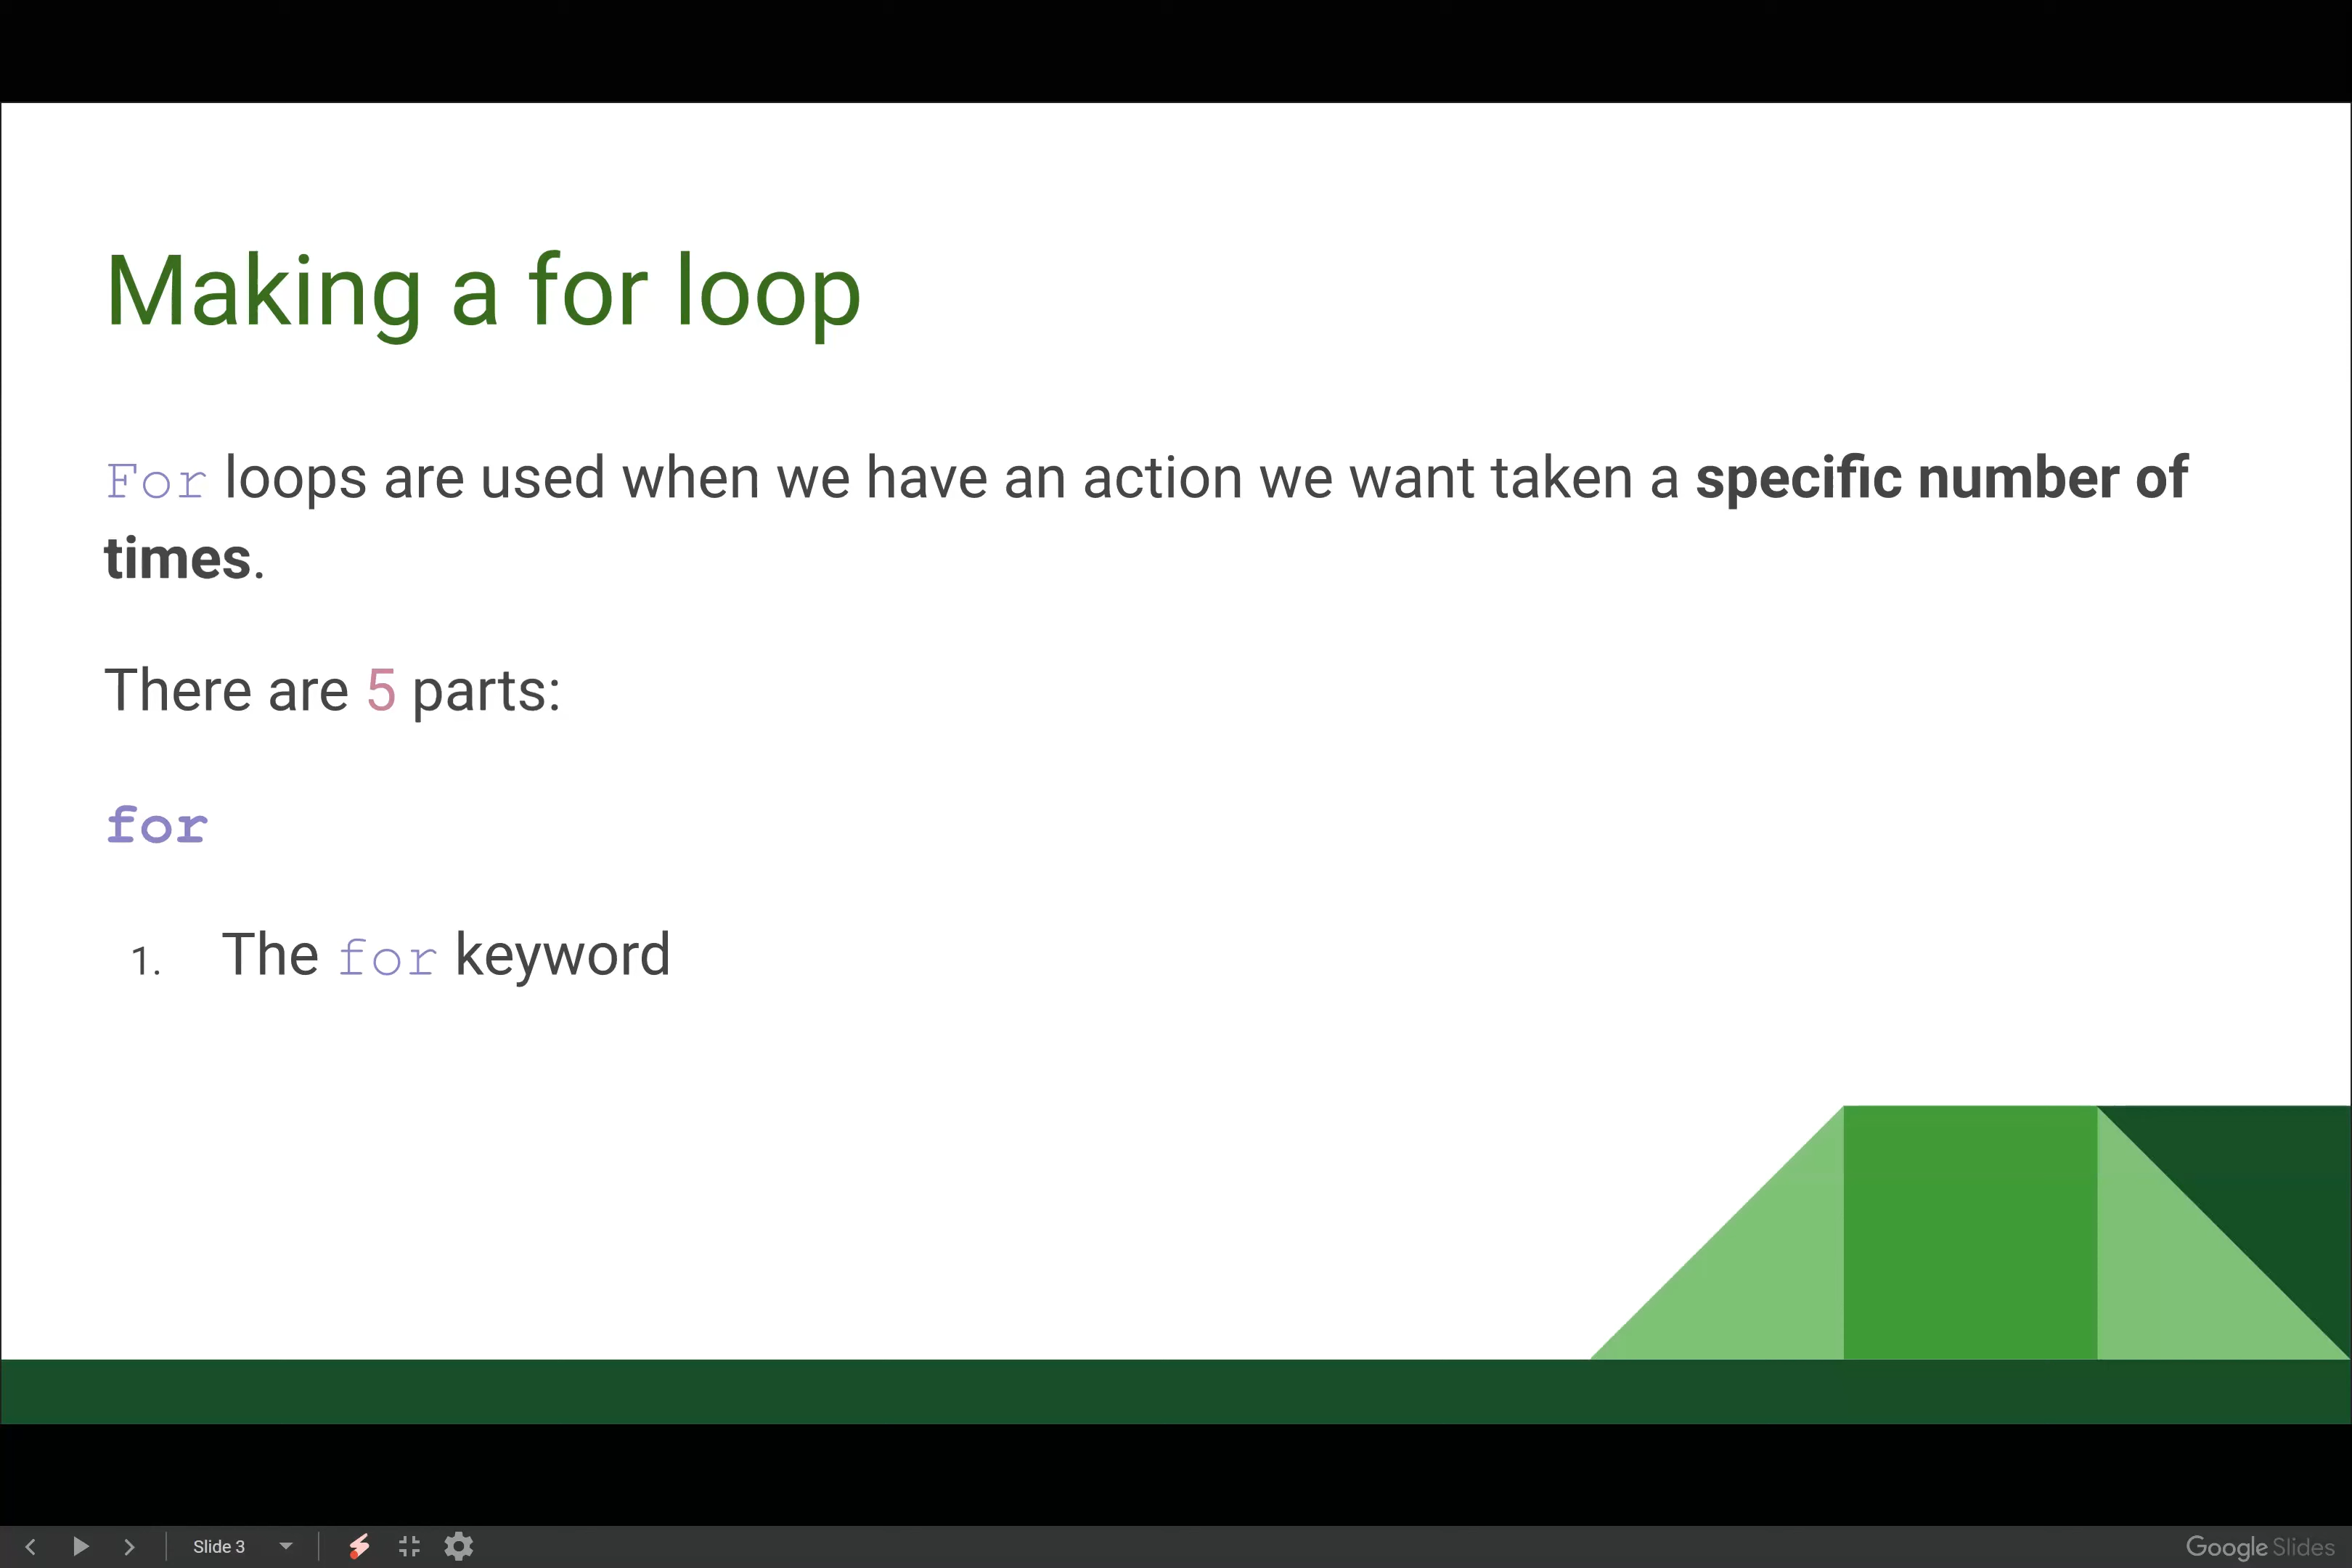 Making a for loop
For loops are used when we have an action we want taken a specific number of
times.
There are 5 parts:
for
1. The for keyword
Slide 3
Google Slides